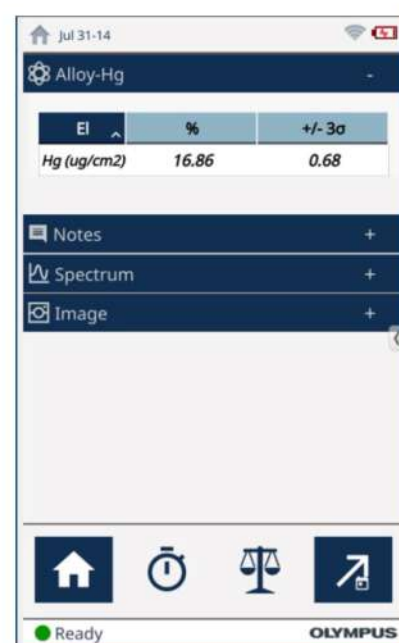 Jul 31-14
Alloy-Hg -
El % +/- 3σ
Hg (ug/cm2) 16.86 0.68
Notes +
Spectrum +
Image +
Ready OLYMPUS